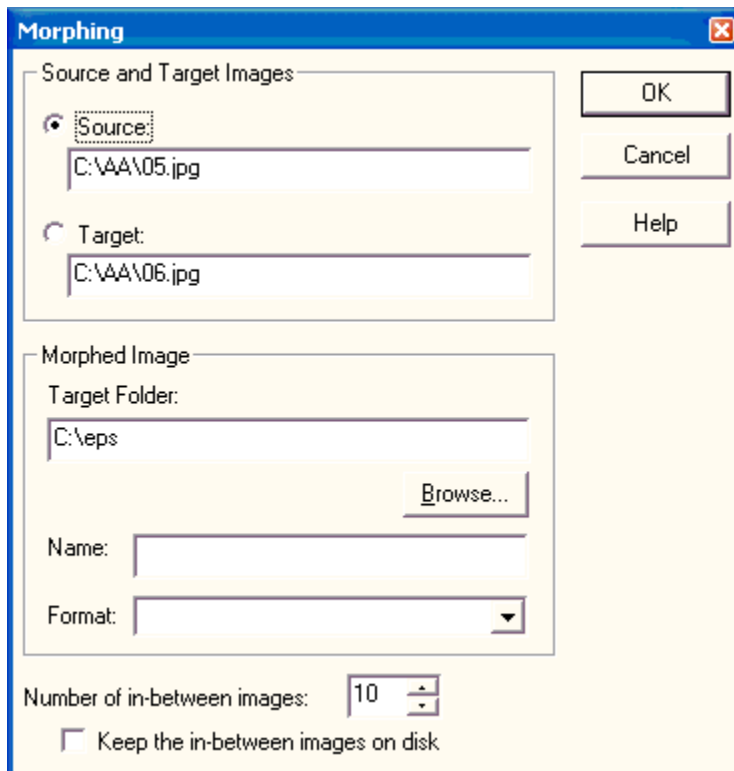 Morphing
Source and Target Images
OK
Source:
C:\AA\05.jpg
Cancel
Target:
Help
C:\AA\06.jpg
Morphed Image
Target Folder:
C:\eps
Browse...
Name:
Format:
Number of in-between images: 10
Keep the in-between images on disk